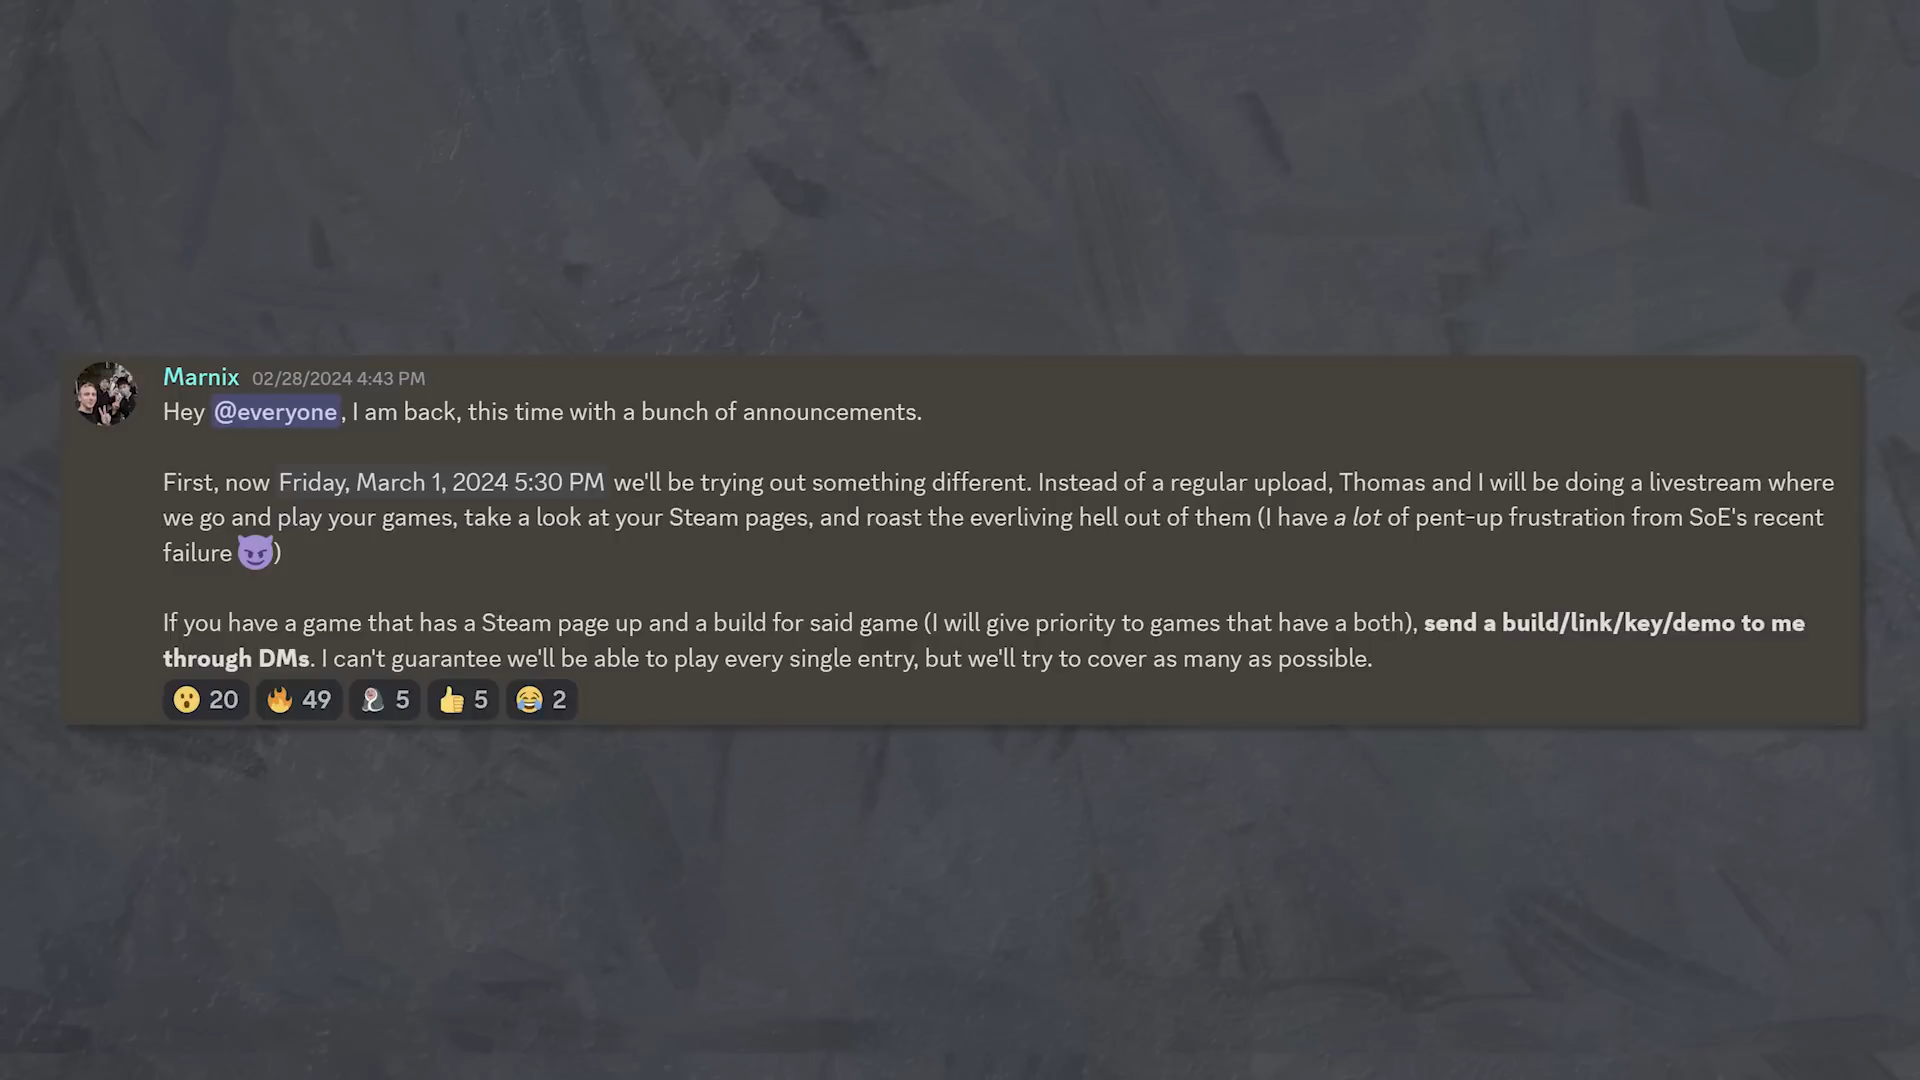 Marnix 02/28/2024 4:43 PM
Hey @everyone, I am back, this time with a bunch of announcements.
First, now Friday, March 1, 2024 5:30 PM we'll be trying out something different. Instead of a regular upload, Thomas and I will be doing a livestream where
we go and play your games, take a look at your Steam pages, and roast the everliving hell out of them (I have a lot of pent-up frustration from SoE's recent
failure 😈)
If you have a game that has a Steam page up and a build for said game (I will give priority to games that have a both), send a build/link/key/demo to me
through DMs. I can't guarantee we'll be able to play every single entry, but we'll try to cover as many as possible.
20 49 5 5 2